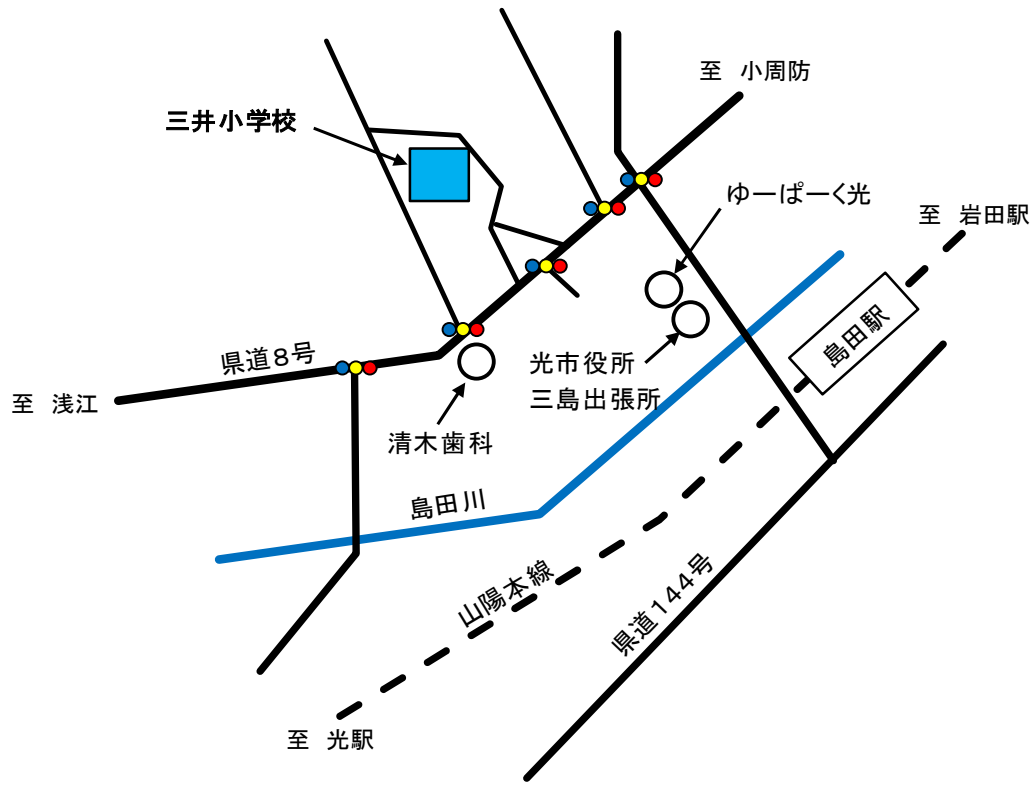 至 小周防
三井小学校
ゆーぱーく光
至 岩田駅
島田駅
県道8号
光市役所
三島出張所
至 浅江
清木歯科
島田川
山陽本線
県道144号
至 光駅